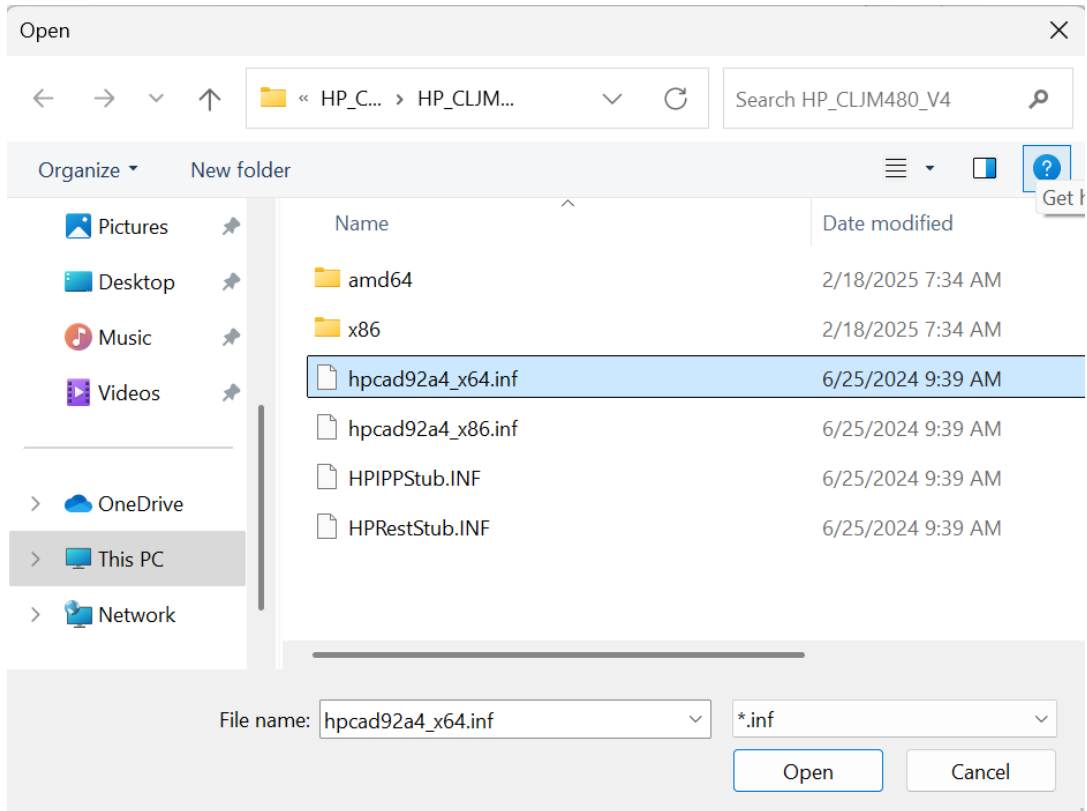 Open
« HP_C... > HP_CLJM...
Search HP_CLJM480_V4
Organize
New folder
Get h
Pictures
Desktop
Music
Videos
OneDrive
This PC
Network
Name
Date modified
amd64 2/18/2025 7:34 AM
x86 2/18/2025 7:34 AM
hpcad92a4_x64.inf 6/25/2024 9:39 AM
hpcad92a4_x86.inf 6/25/2024 9:39 AM
HPIPPStub.INF 6/25/2024 9:39 AM
HPRestStub.INF 6/25/2024 9:39 AM
File name: hpcad92a4_x64.inf
*.inf
Open
Cancel